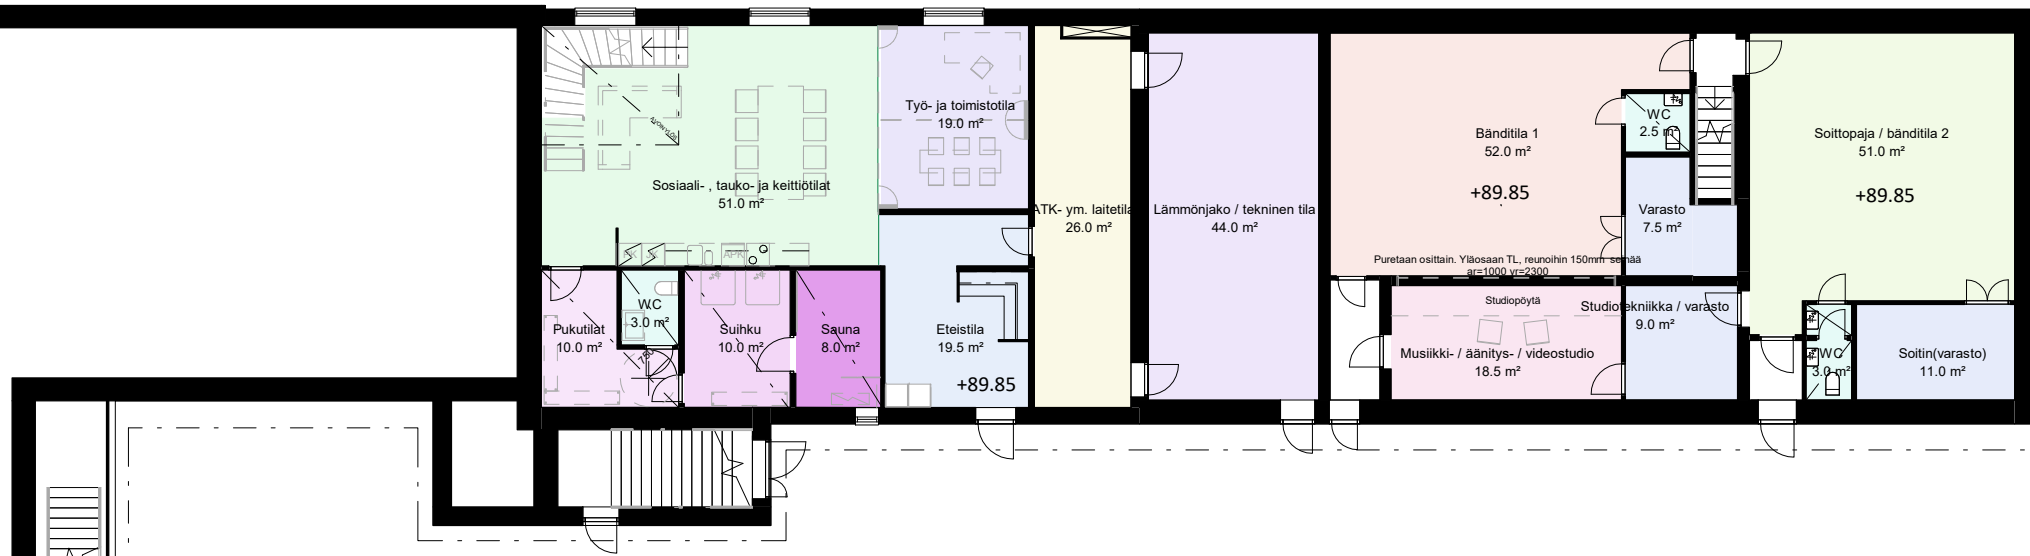 Työ- ja toimistotila
19.0 m²
WC
2.5 m²
Bänditila 1
52.0 m²
Soittopaja / bänditila 2
51.0 m²
Sosiaali- , tauko- ja keittiötilat
51.0 m²
+89.85
+89.85
ATK- ym. laitetila
26.0 m²
Lämmönjako / tekninen tila
44.0 m²
Varasto
7.5 m²
APK
Puretaan osittain. Yläosaan TL, reunoihin 150mm seinää
ar=1000 yr=2300
Studiopöytä
Studiotekniikka / varasto
9.0 m²
WC
3.0 m²
Pukutilat
10.0 m²
Suihku
10.0 m²
Sauna
8.0 m²
Eteistila
19.5 m²
+89.85
Musiikki- / äänitys- / videostudio
18.5 m²
WC
3.0 m²
Soitin(varasto)
11.0 m²